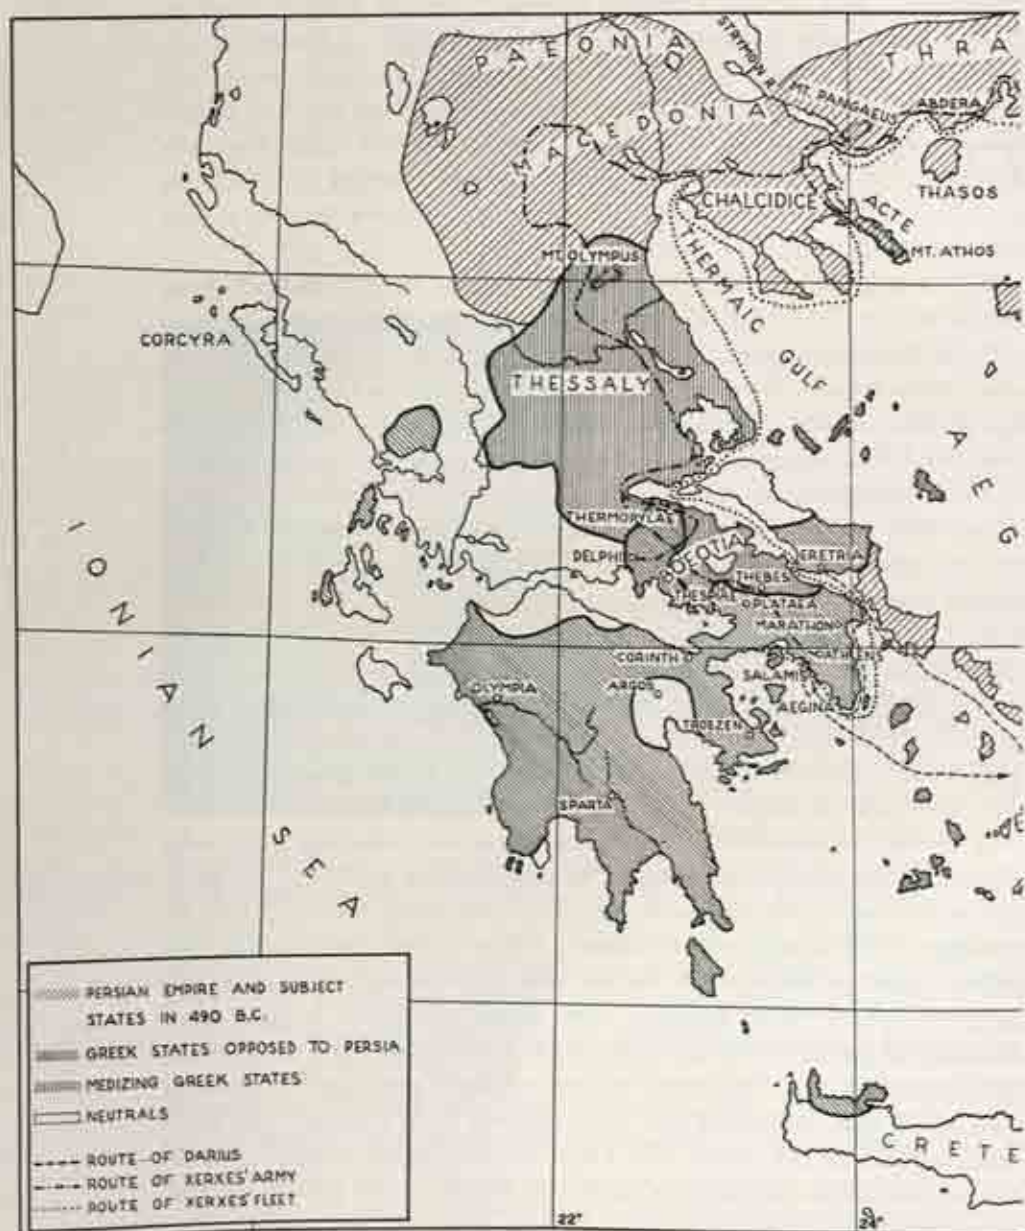 PAEONIA
STRYMON R.
THRA
MT. PANGAEUS
ABDERA
MACEDONIA
THASOS
CHALCIDICE
ACTE
MT. ATHOS
MT. OLYMPUS
THERMAIC GULF
CORCYRA
THESSALY
AEG
THERMOPYLAE
DELPHI
BOEOTIA
ERETRIA
THEBES
THESPIAE
PLATAEA
MARATHON
ATHENS
CORINTH
SALAMIS
OLYMPIA
ARGOS
AEGINA
TROEZEN
SPARTA
IONIAN SEA
PERSIAN EMPIRE AND SUBJECT
STATES IN 490 B.C.
GREEK STATES OPPOSED TO PERSIA
MEDIZING GREEK STATES
NEUTRALS
ROUTE OF DARIUS
ROUTE OF XERXES' ARMY
ROUTE OF XERXES' FLEET
CRETE
22°
24°